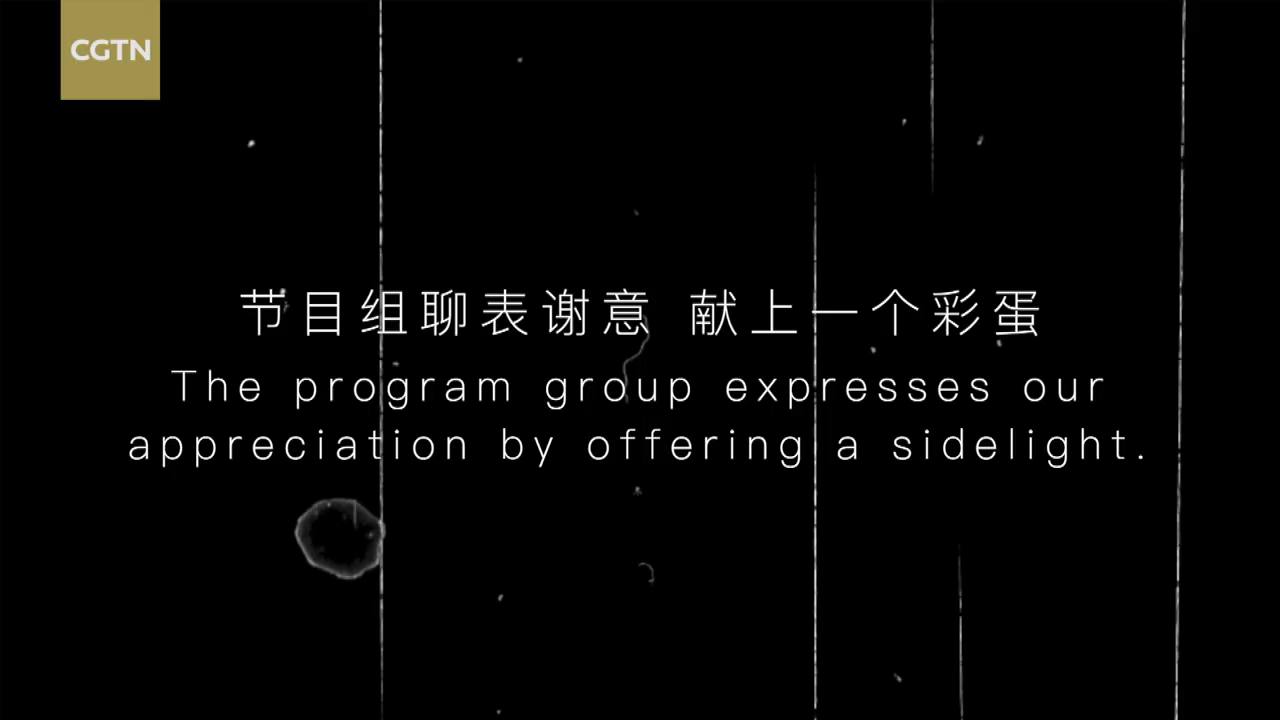 CGTN
节目组聊表谢意 献上一个彩蛋
The program group expresses our
appreciation by offering a sidelight.